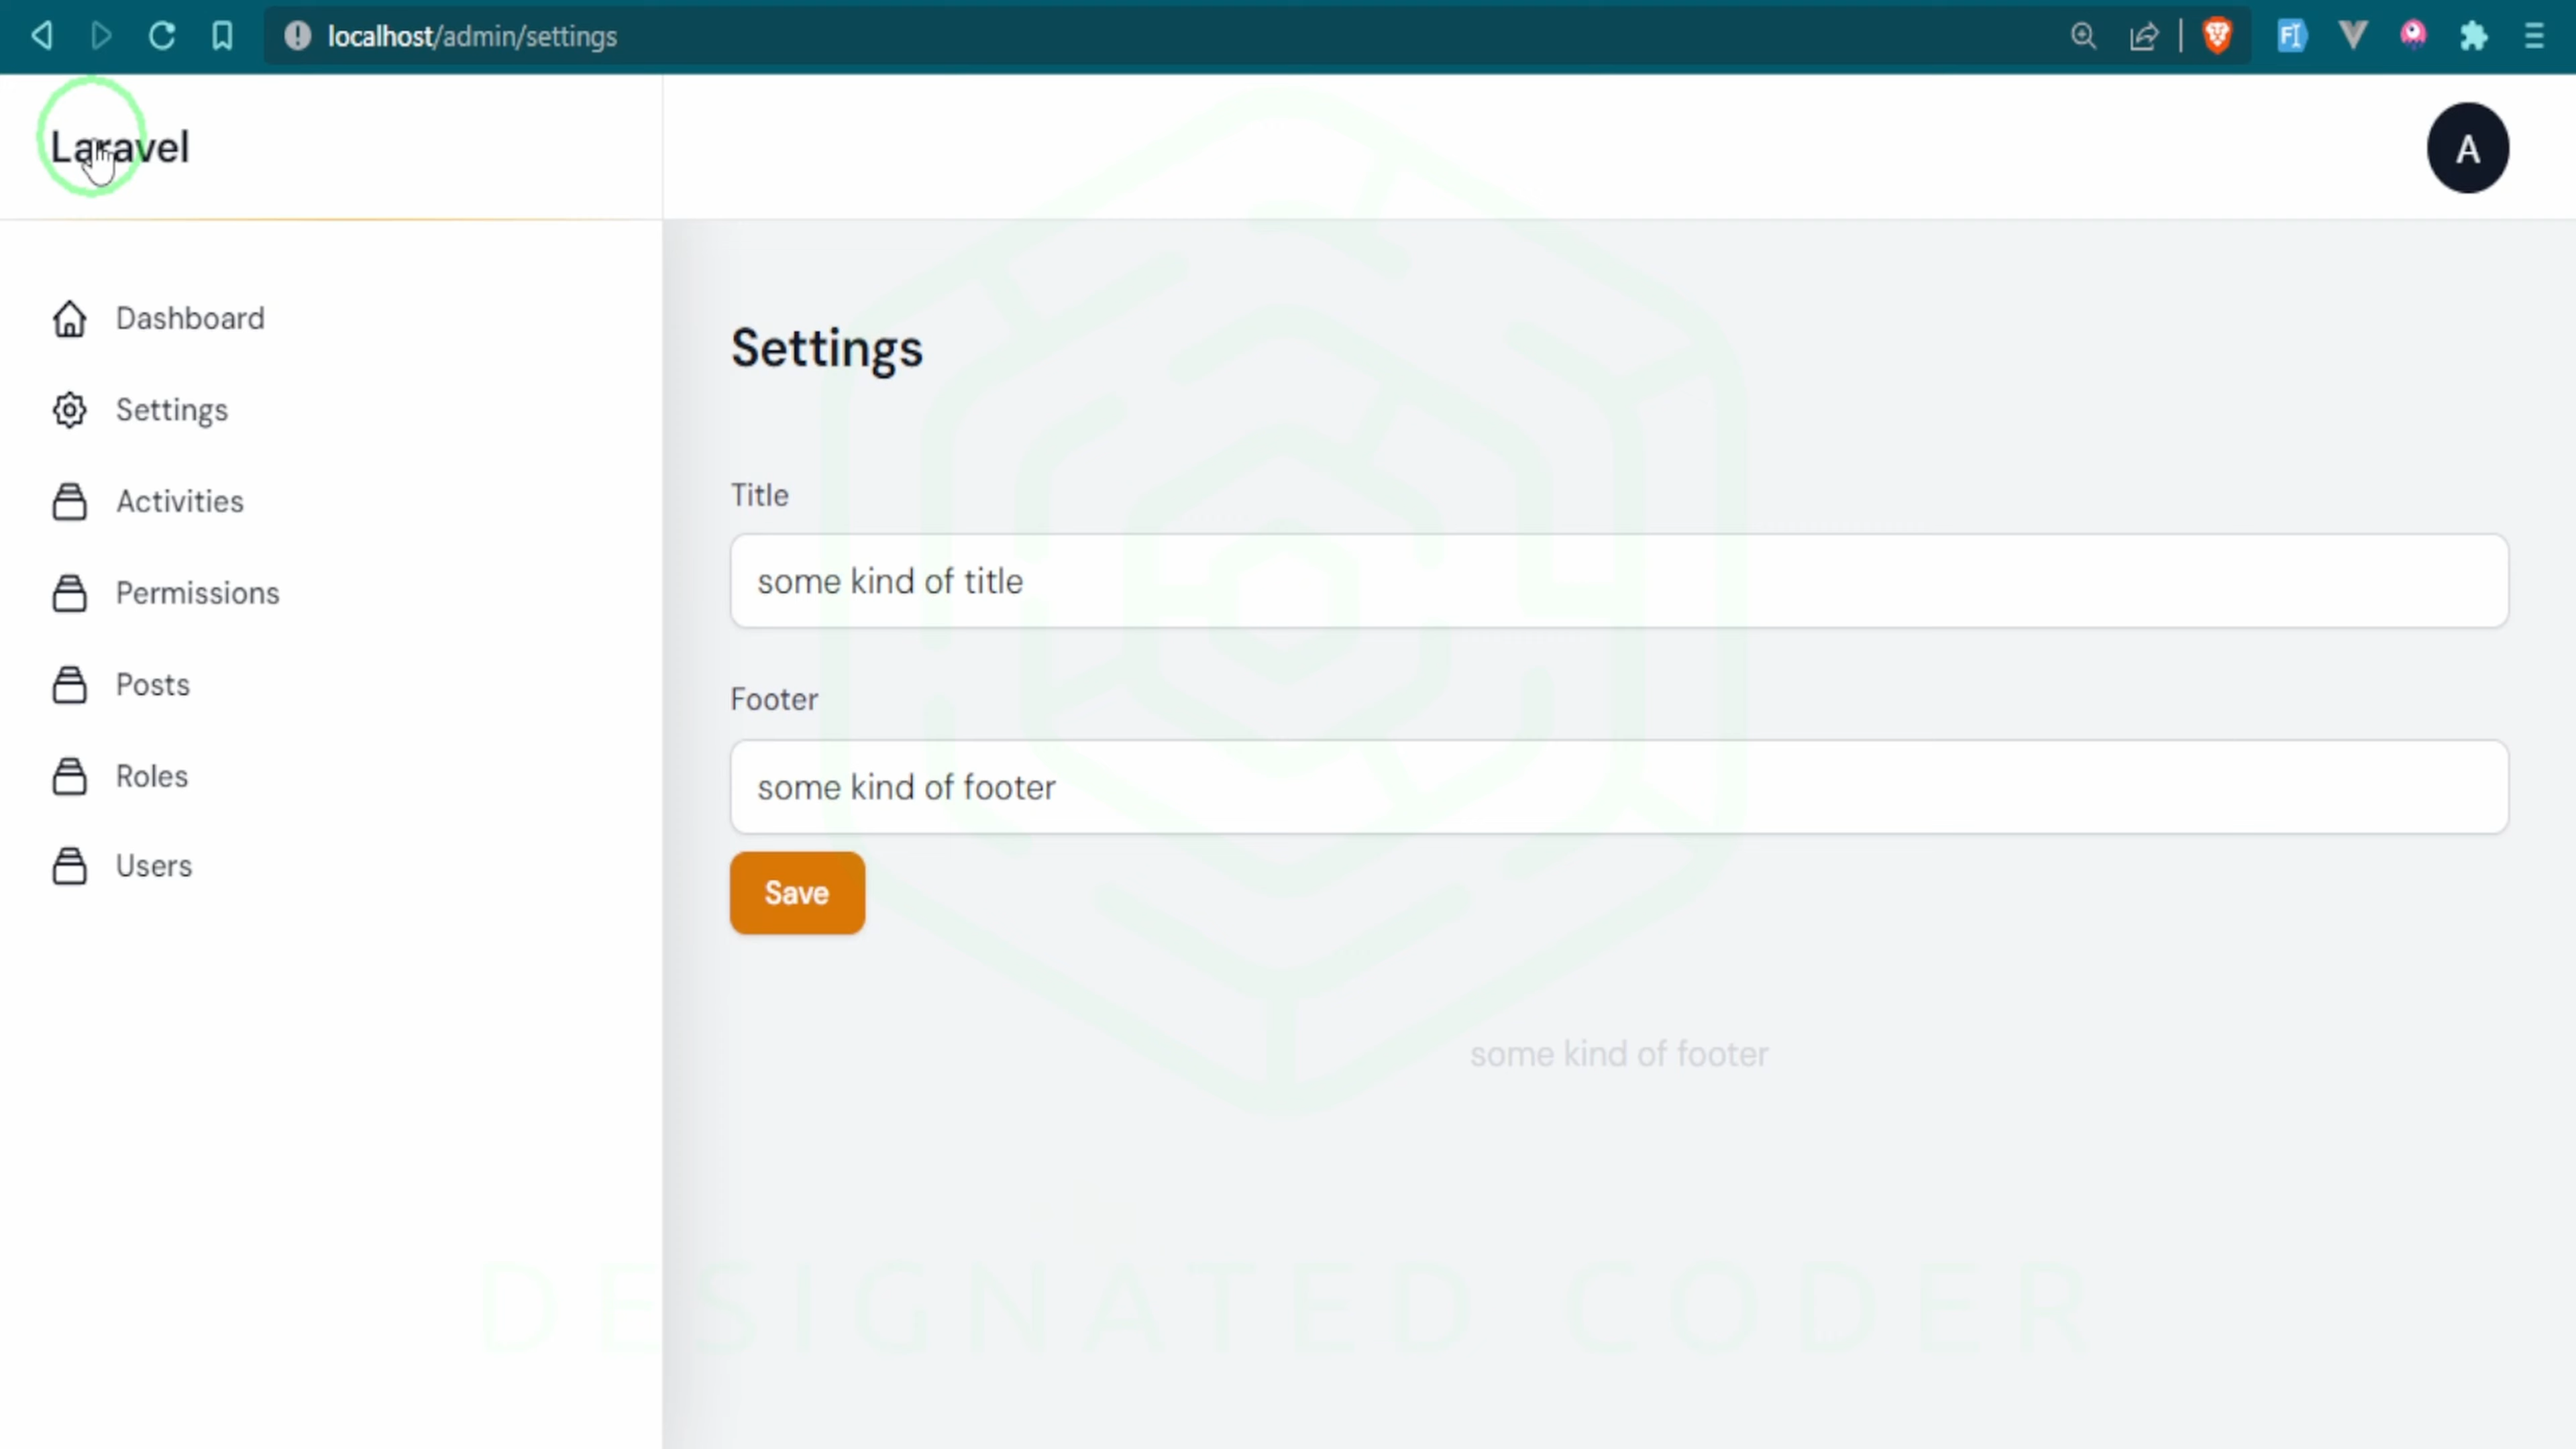 localhost/admin/settings
Laravel
A
Dashboard
Settings
Activities
Permissions
Posts
Roles
Users
Settings
Title
some kind of title
Footer
some kind of footer
Save
some kind of footer
DESIGNATED CODER